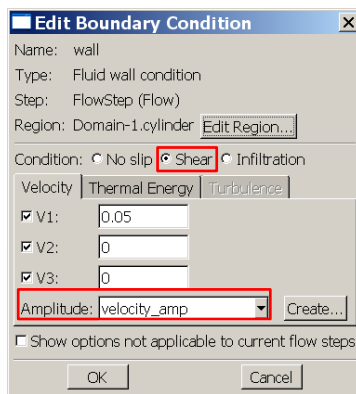 Edit Boundary Condition
Name: wall
Type: Fluid wall condition
Step: FlowStep (Flow)
Region: Domain-1.cylinder Edit Region...
Condition: No slip Shear Infiltration
Velocity Thermal Energy Turbulence
V1: 0.05
V2: 0
V3: 0
Amplitude: velocity_amp Create...
Show options not applicable to current flow steps
OK Cancel